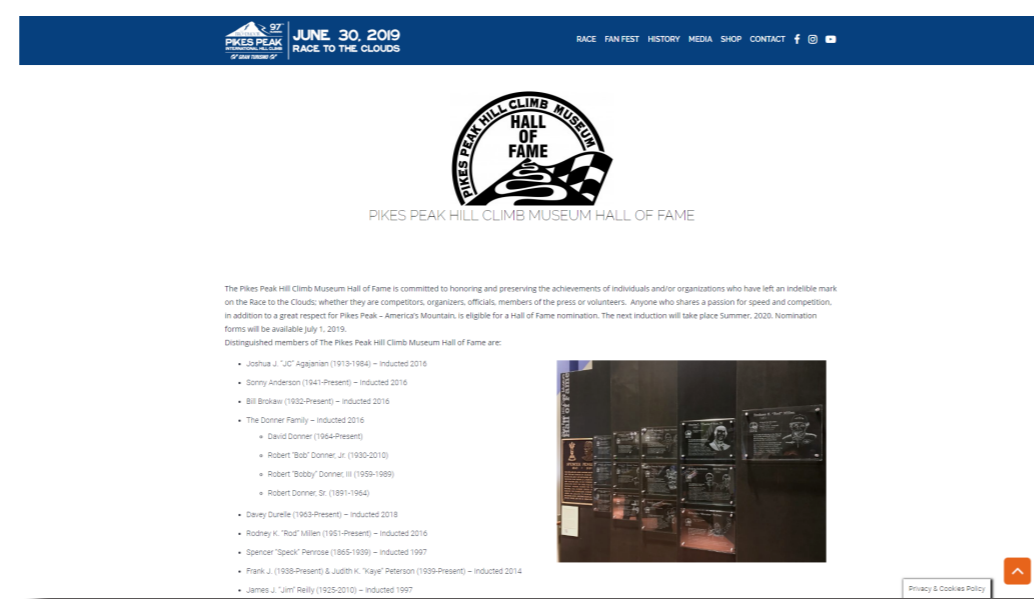 97th
PIKES PEAK
INTERNATIONAL HILL CLIMB
GRAN TURISMO
JUNE 30, 2019
RACE TO THE CLOUDS
RACE FAN FEST HISTORY MEDIA SHOP CONTACT
PIKES PEAK HILL CLIMB MUSEUM
HALL
OF
FAME
PIKES PEAK HILL CLIMB MUSEUM HALL OF FAME
The Pikes Peak Hill Climb Museum Hall of Fame is committed to honoring and preserving the achievements of individuals and/or organizations who have left an indelible mark
on the Race to the Clouds; whether they are competitors, organizers, officials, members of the press or volunteers. Anyone who shares a passion for speed and competition,
in addition to a great respect for Pikes Peak – America's Mountain, is eligible for a Hall of Fame nomination. The next induction will take place Summer, 2020. Nomination
forms will be available July 1, 2019.
Distinguished members of The Pikes Peak Hill Climb Museum Hall of Fame are:
• Joshua J. "JC" Agajanian (1913-1984) – Inducted 2016
• Sonny Anderson (1941-Present) – Inducted 2016
• Bill Brokaw (1932-Present) – Inducted 2016
• The Donner Family – Inducted 2016
David Donner (1964-Present)
Robert "Bob" Donner, Jr. (1930-2010)
Robert "Bobby" Donner, III (1959-1989)
Robert Donner, Sr. (1891-1964)
• Davey Durelle (1963-Present) – Inducted 2018
• Rodney K. "Rod" Millen (1951-Present) – Inducted 2016
• Spencer "Speck" Penrose (1865-1939) – Inducted 1997
• Frank J. (1938-Present) & Judith K. "Kaye" Peterson (1939-Present) – Inducted 2014
• James J. "Jim" Reilly (1925-2010) – Inducted 1997
Hall of Fame
Privacy & Cookies Policy